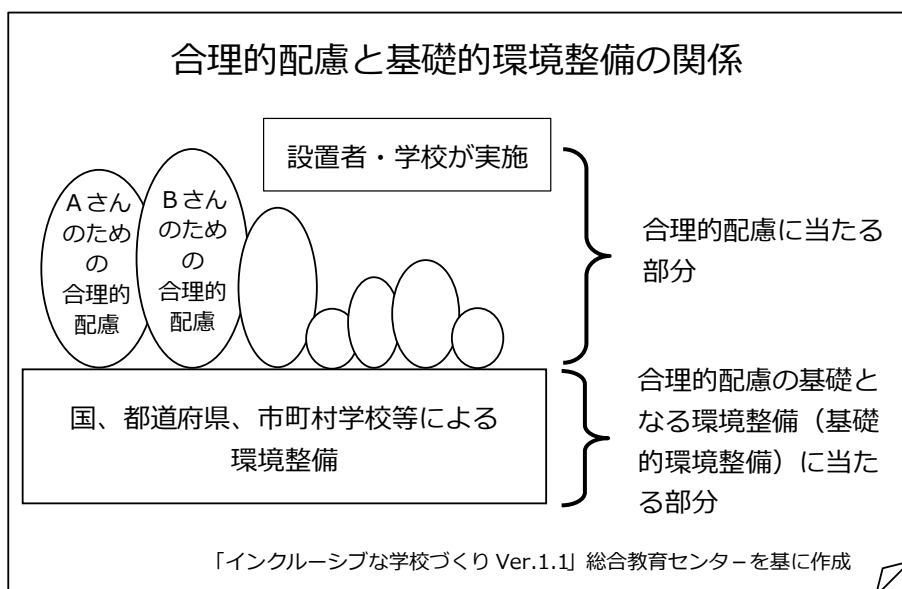 合理的配慮と基礎的環境整備の関係
設置者・学校が実施
Aさん
のため
の
合理的
配慮
Bさん
のため
の
合理的
配慮
合理的配慮に当たる
部分
国、都道府県、市町村学校等による
環境整備
合理的配慮の基礎と
なる環境整備（基礎
的環境整備）に当た
る部分
「インクルーシブな学校づくり Ver.1.1」総合教育センターを基に作成